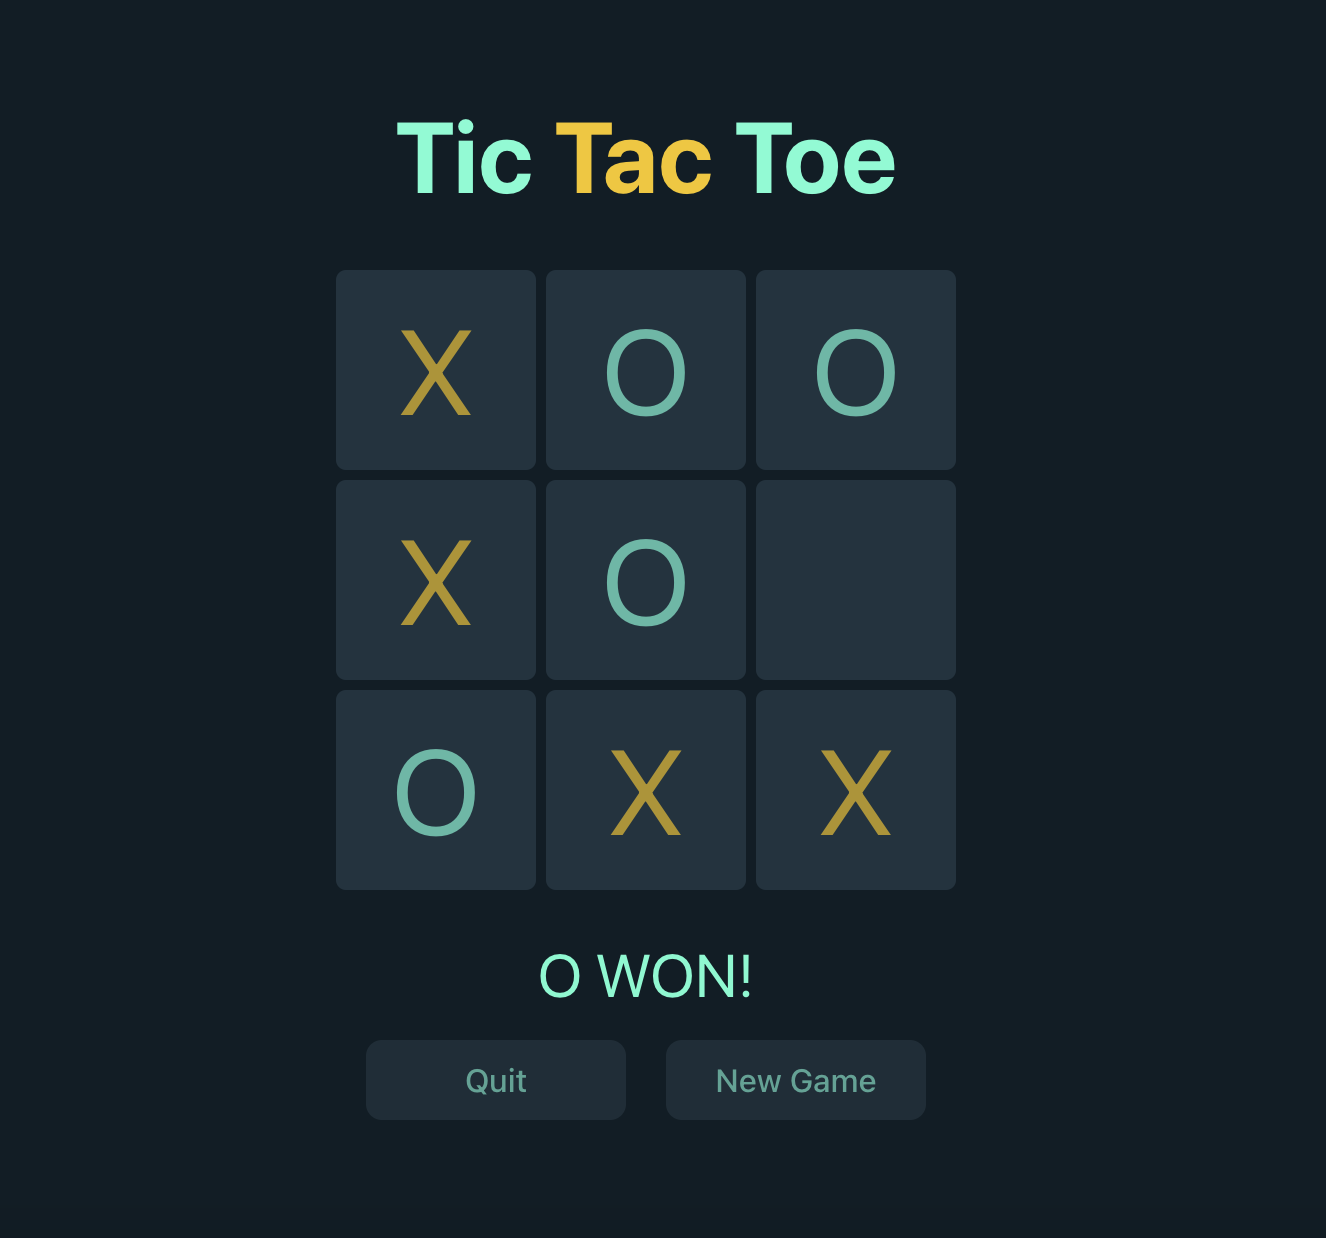 Tic Tac Toe
X O O
X O
O X X
O WON!
Quit New Game